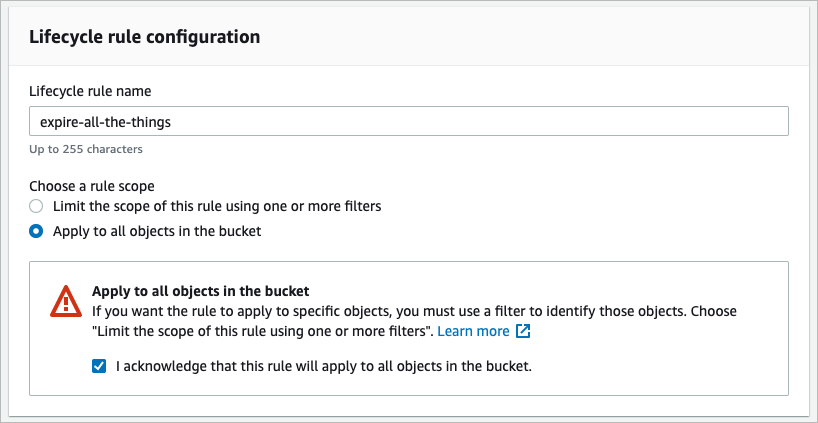 Lifecycle rule configuration
Lifecycle rule name
expire-all-the-things
Up to 255 characters
Choose a rule scope
Limit the scope of this rule using one or more filters
Apply to all objects in the bucket
Apply to all objects in the bucket
If you want the rule to apply to specific objects, you must use a filter to identify those objects. Choose
"Limit the scope of this rule using one or more filters". Learn more
I acknowledge that this rule will apply to all objects in the bucket.